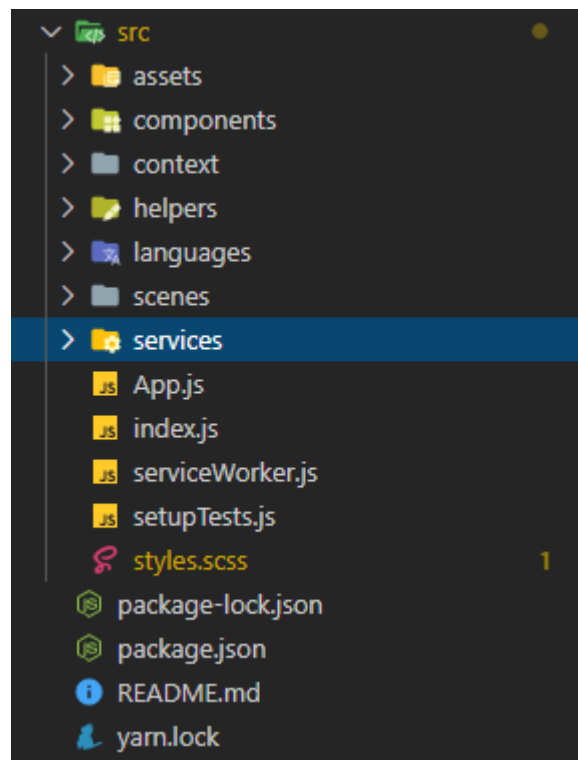 src
assets
components
context
helpers
languages
scenes
services
App.js
index.js
serviceWorker.js
setupTests.js
styles.scss 1
package-lock.json
package.json
README.md
yarn.lock